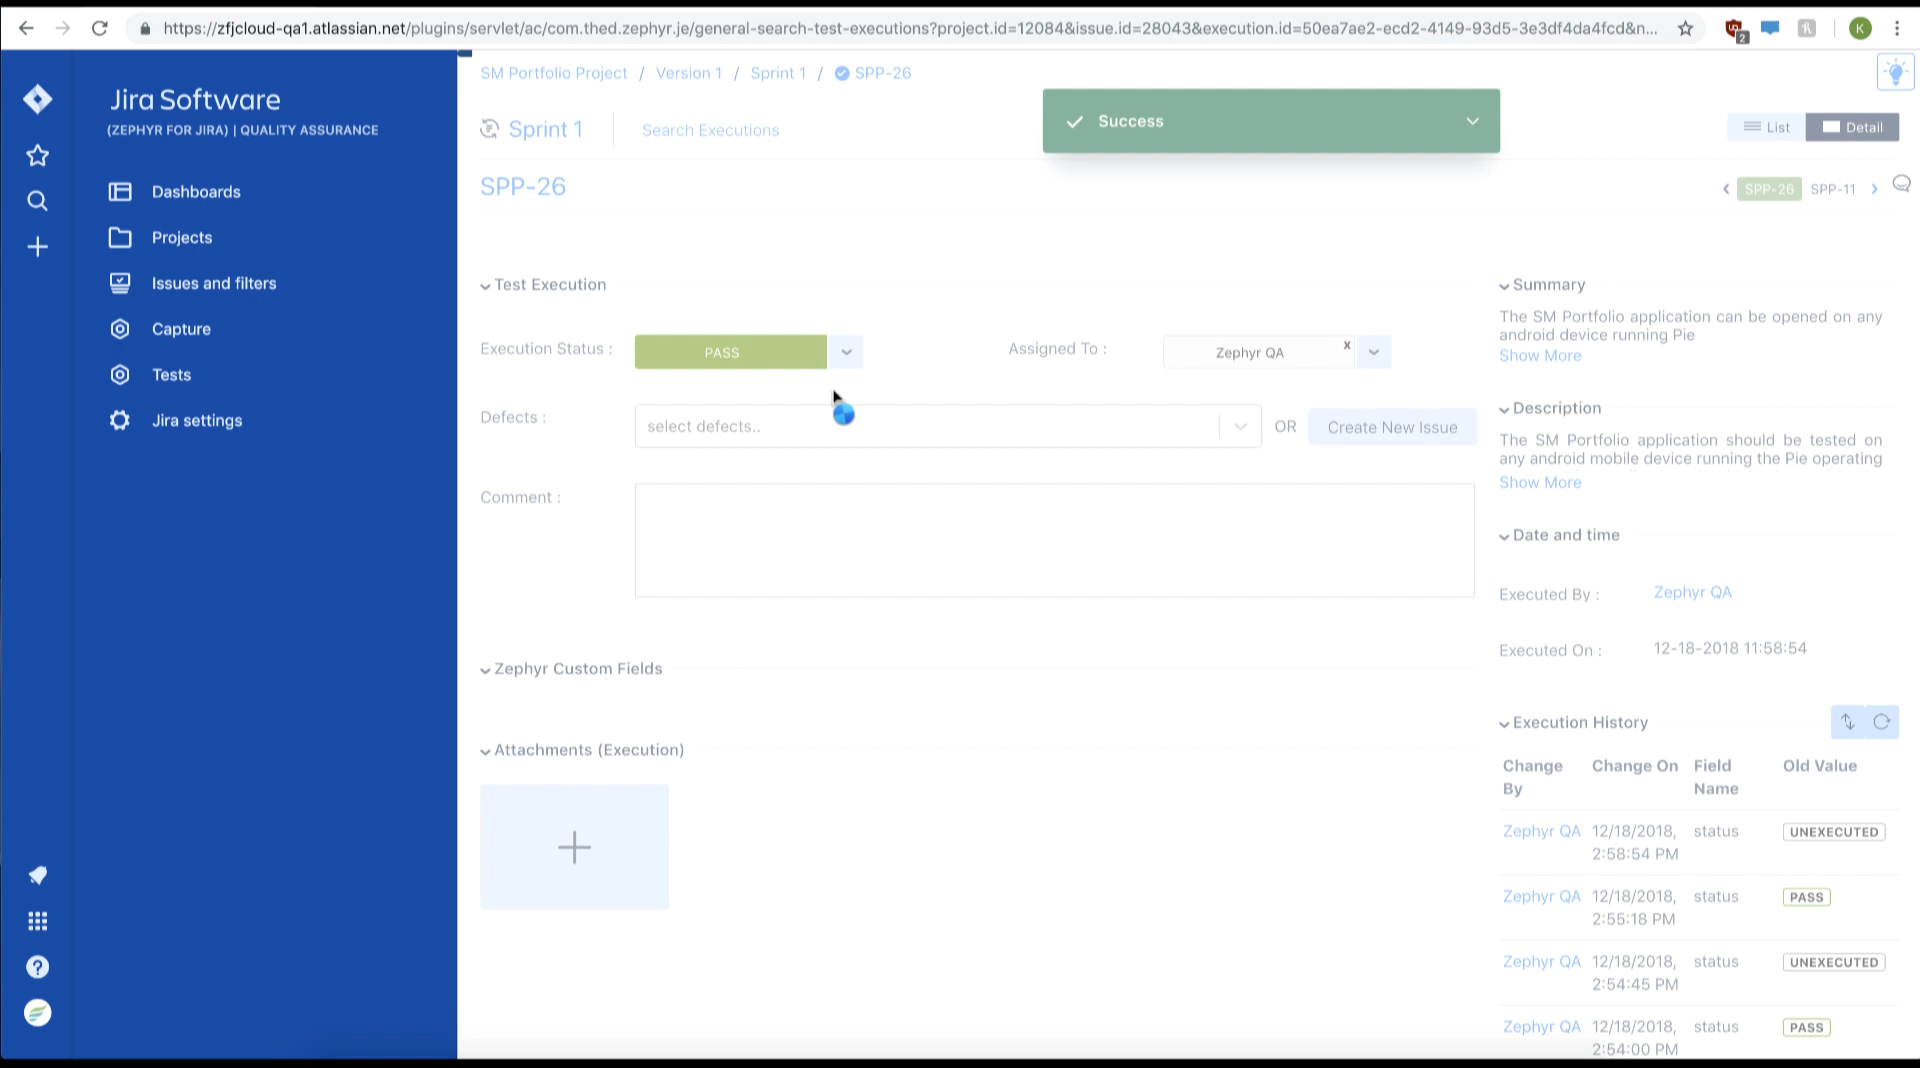 https://zfjcloud-qa1.atlassian.net/plugins/servlet/ac/com.thed.zephyr.je/general-search-test-executions?project.id=12084&issue.id=28043&execution.id=50ea7ae2-ecd2-4149-93d5-3e3df4da4fcd&n...
2
K
Jira Software
(ZEPHYR FOR JIRA) | QUALITY ASSURANCE
Dashboards
Projects
Issues and filters
Capture
Tests
Jira settings
SM Portfolio Project / Version 1 / Sprint 1 / SPP-26
Success
Sprint 1
Search Executions
List
Detail
SPP-26
SPP-26 SPP-11
Test Execution
Execution Status :
PASS
Assigned To :
Zephyr QA
x
Defects :
select defects..
OR
Create New Issue
Comment :
Zephyr Custom Fields
Attachments (Execution)
Summary
The SM Portfolio application can be opened on any
android device running Pie
Show More
Description
The SM Portfolio application should be tested on
any android mobile device running the Pie operating
Show More
Date and time
Executed By :
Zephyr QA
Executed On :
12-18-2018 11:58:54
Execution History
Change By Change On Field Name Old Value
Zephyr QA 12/18/2018, 2:58:54 PM status UNEXECUTED
Zephyr QA 12/18/2018, 2:55:18 PM status PASS
Zephyr QA 12/18/2018, 2:54:45 PM status UNEXECUTED
Zephyr QA 12/18/2018, 2:54:00 PM status PASS